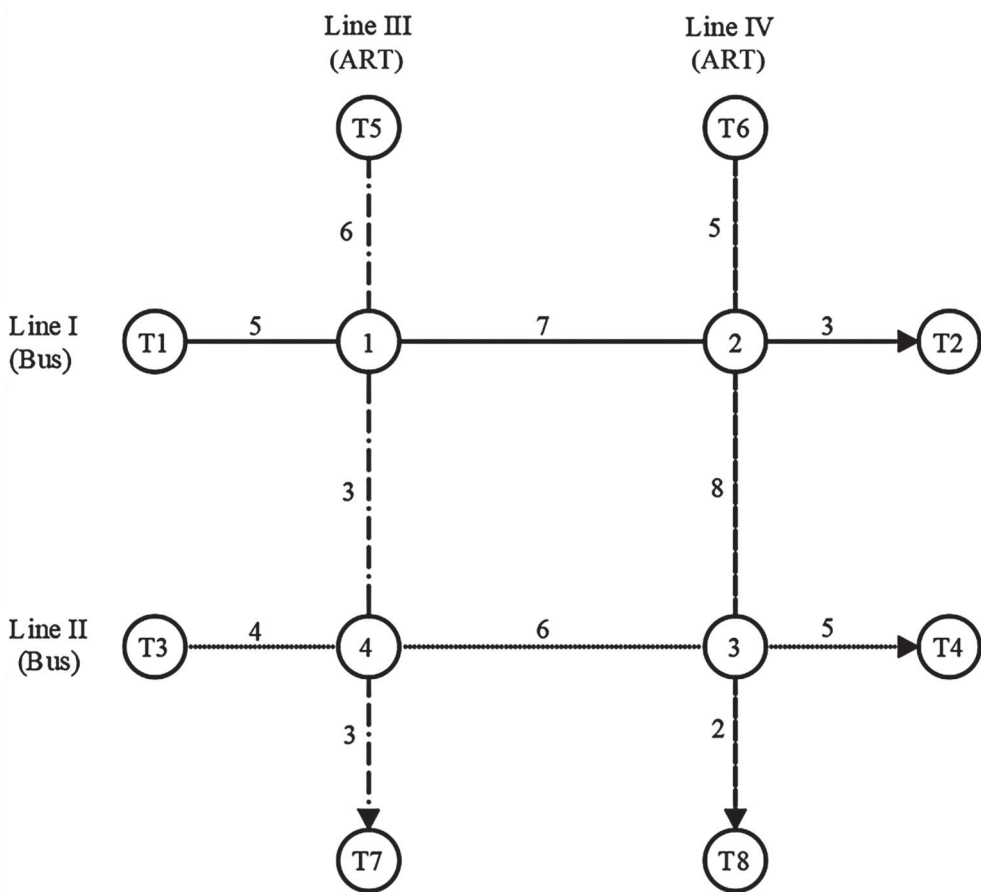 Line III
(ART)
Line IV
(ART)
T5
T6
6
5
Line I
(Bus)
T1
5
1
7
2
3
T2
3
8
Line II
(Bus)
T3
4
4
6
3
5
T4
3
2
T7
T8